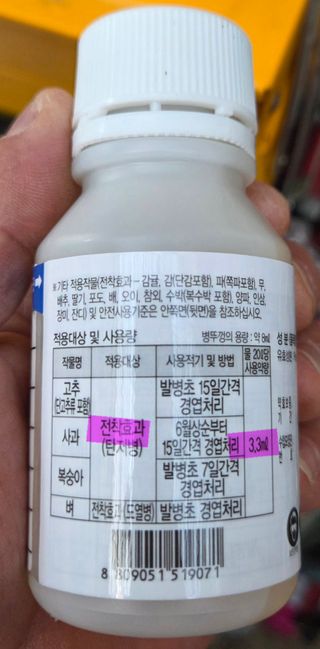 ※ 기타 적용작물(전착효과 - 감귤, 감(단감포함), 파(쪽파포함), 무,
배추, 딸기, 포도, 배, 오이, 참외, 수박(복수박 포함), 양파, 인삼,
장미, 잔디) 및 안전사용기준은 안쪽면(뒷면)을 참조하십시오.
적용대상 및 사용량 병뚜껑의 용량 : 약 6ml
작물명 적용대상 사용적기 및 방법 물 20ℓ당 사용약량
고추 (단고추류 포함) 발병초 15일간격 경엽처리
사과 전착효과 (탄저병) 6월상순부터 15일간격 경엽처리 3.3ml
복숭아 발병초 7일간격 경엽처리
벼 전착효과(도열병) 발병초 경엽처리
8 809051 519071